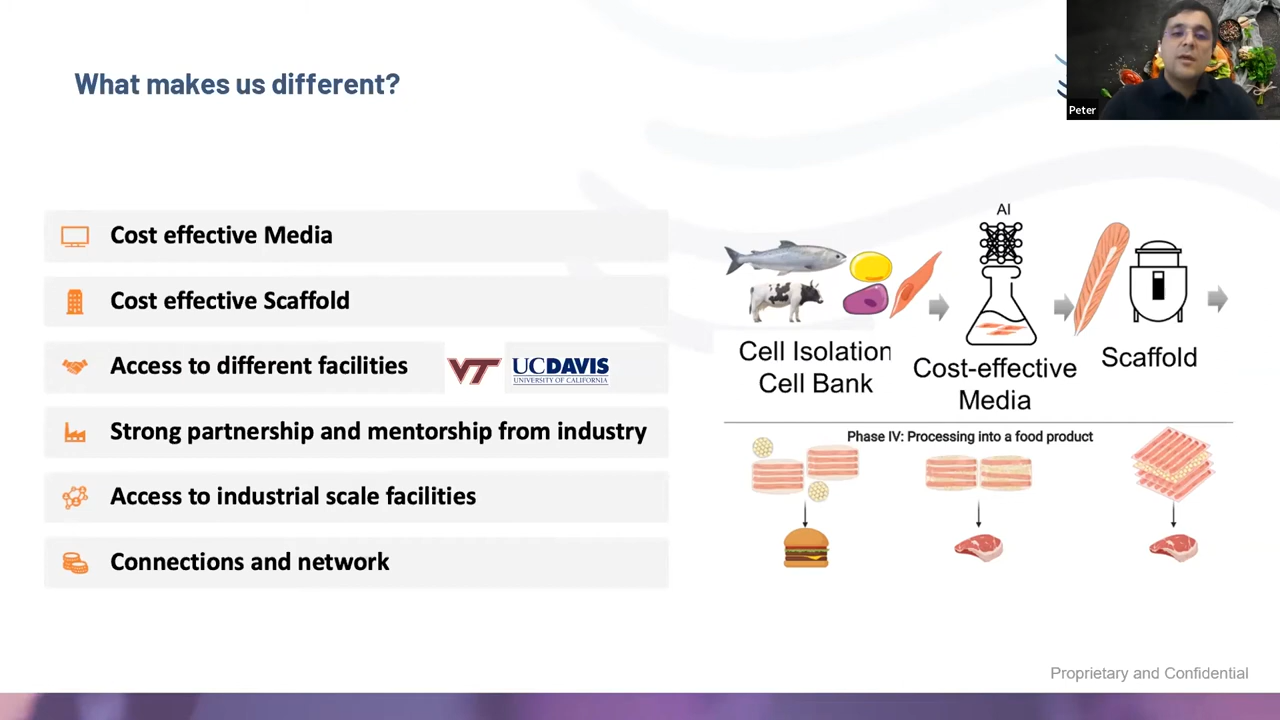 What makes us different?
Peter
Cost effective Media
Cost effective Scaffold
Access to different facilities
VT
UCDAVIS
UNIVERSITY OF CALIFORNIA
Strong partnership and mentorship from industry
Access to industrial scale facilities
Connections and network
AI
Cell Isolation
Cell Bank
Cost-effective
Media
Scaffold
Phase IV: Processing into a food product
Proprietary and Confidential